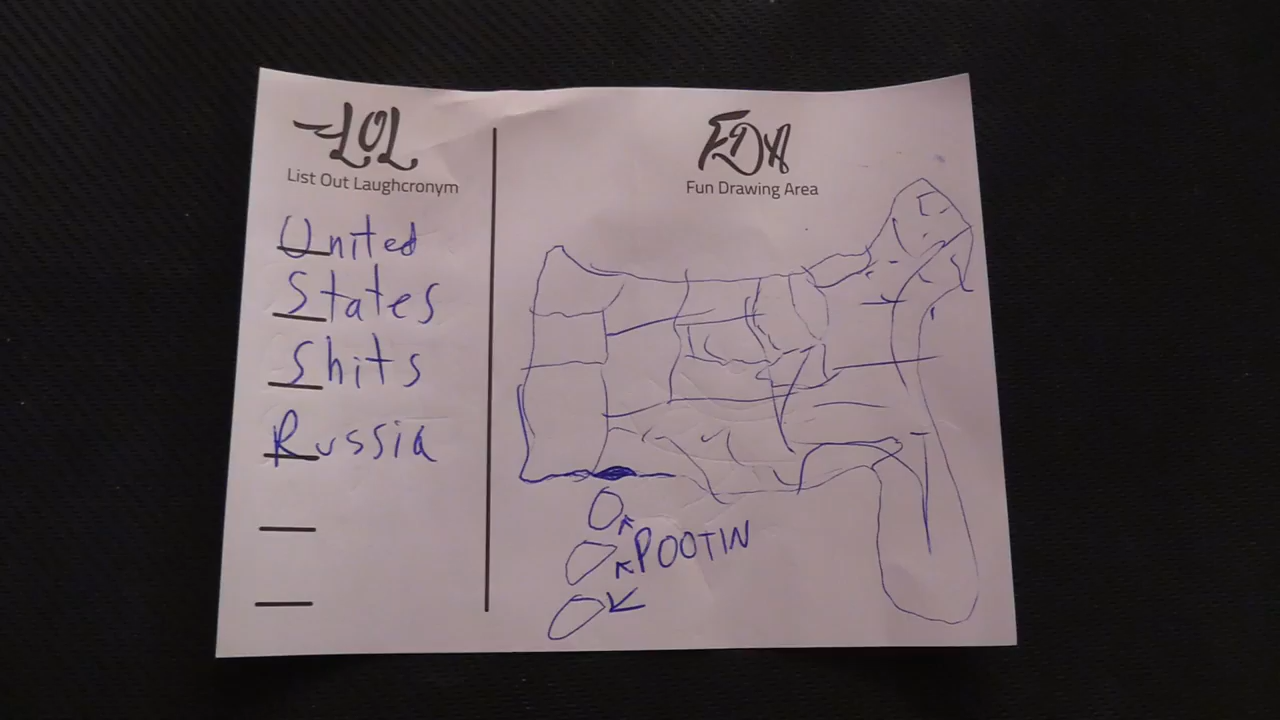 LOL
List Out Laughcronym
United
States
Shits
Russia
FDA
Fun Drawing Area
POOTIN